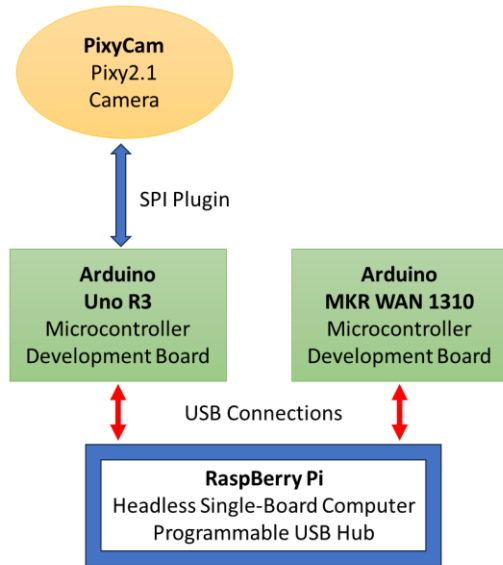 PixyCam
Pixy2.1
Camera
SPI Plugin
Arduino
Uno R3
Microcontroller
Development Board
Arduino
MKR WAN 1310
Microcontroller
Development Board
USB Connections
RaspBerry Pi
Headless Single-Board Computer
Programmable USB Hub